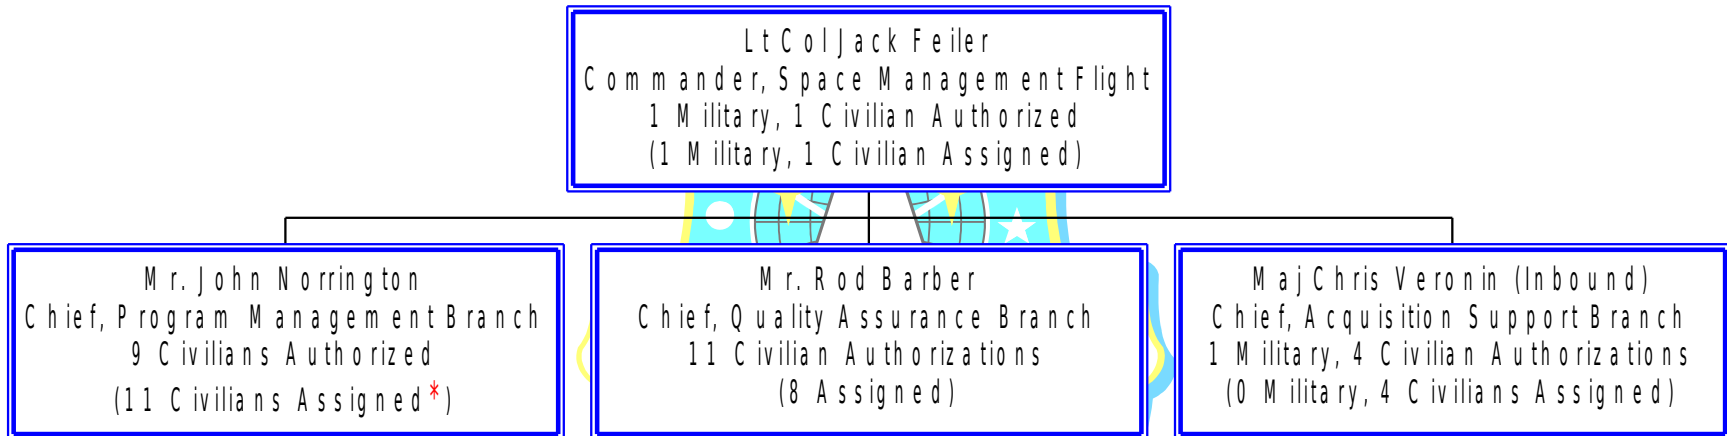 Lt Col Jack Feiler
Commander, Space Management Flight
1 Military, 1 Civilian Authorized
(1 Military, 1 Civilian Assigned)
Mr. John Norrington
Chief, Program Management Branch
9 Civilians Authorized
(11 Civilians Assigned*)
Mr. Rod Barber
Chief, Quality Assurance Branch
11 Civilian Authorizations
(8 Assigned)
Maj Chris Veronin (Inbound)
Chief, Acquisition Support Branch
1 Military, 4 Civilian Authorizations
(0 Military, 4 Civilians Assigned)